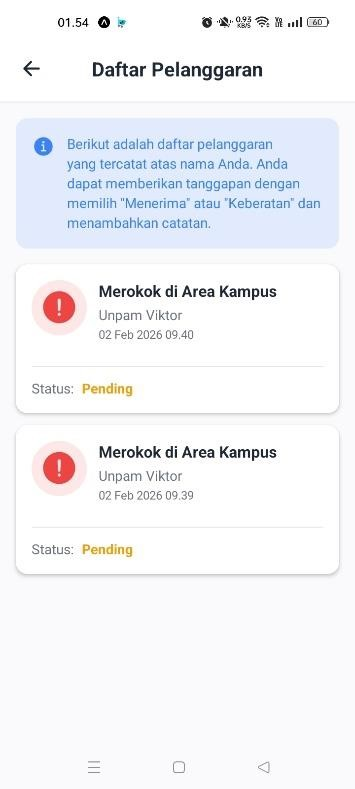 01.54
0.93
KB/S
60
Daftar Pelanggaran
Berikut adalah daftar pelanggaran
yang tercatat atas nama Anda. Anda
dapat memberikan tanggapan dengan
memilih "Menerima" atau "Keberatan" dan
menambahkan catatan.
Merokok di Area Kampus
Unpam Viktor
02 Feb 2026 09.40
Status: Pending
Merokok di Area Kampus
Unpam Viktor
02 Feb 2026 09.39
Status: Pending